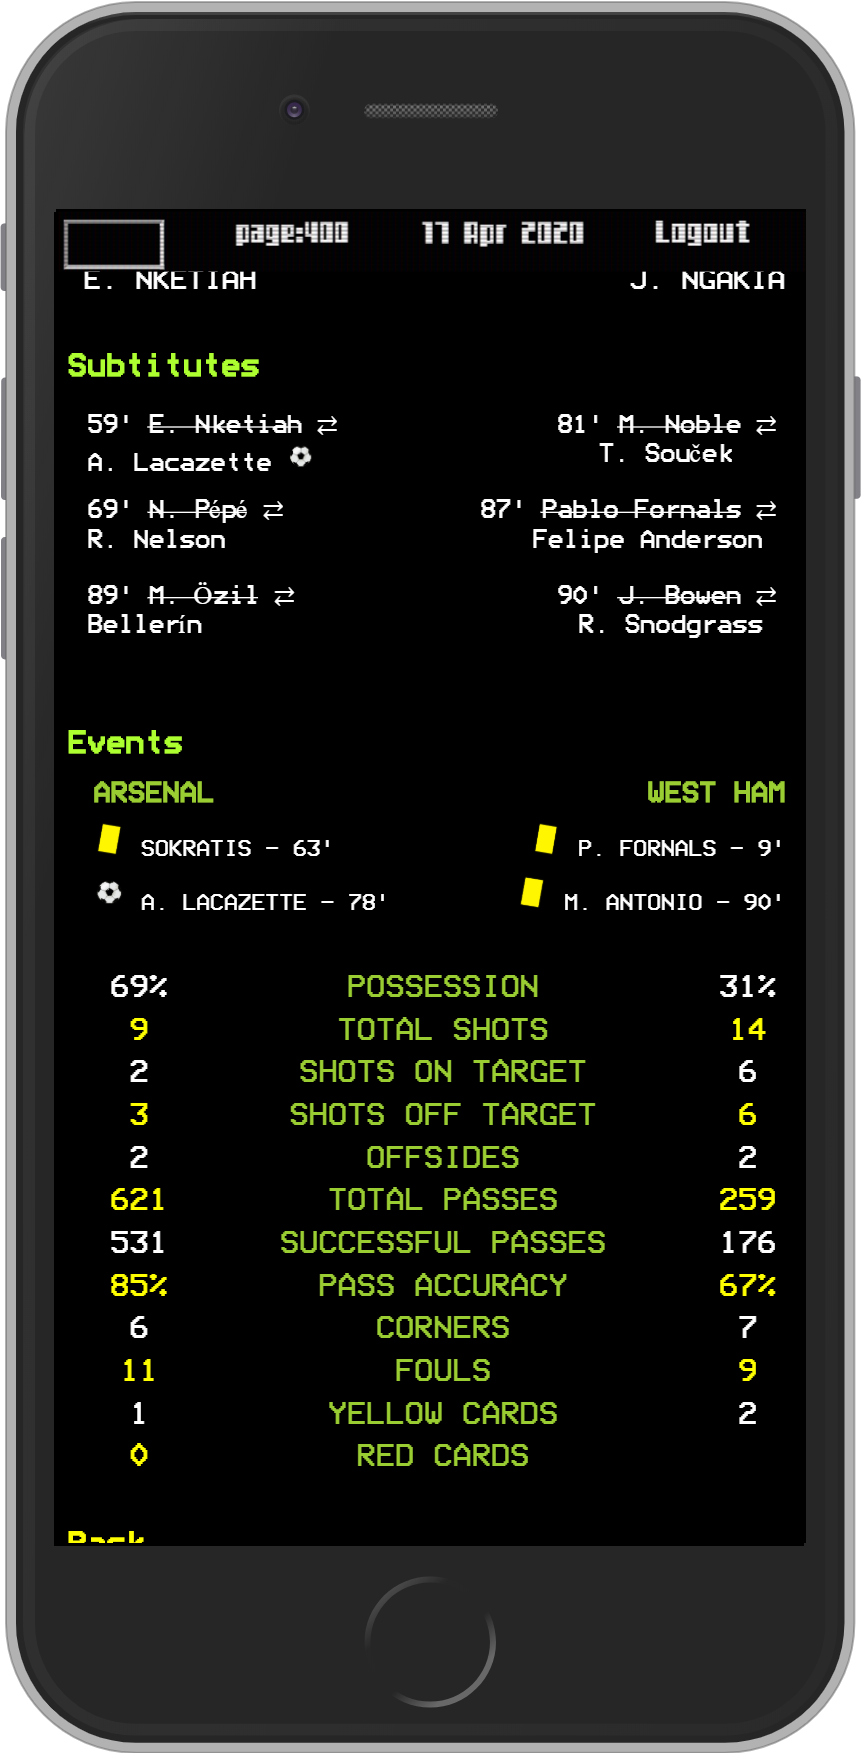 page:400 17 Apr 2020 Logout
E. NKETIAH J. NGAKIA
Subtitutes
59' E. Nketiah ⇄ 81' M. Noble ⇄
A. Lacazette T. Souček
69' N. Pépé ⇄ 87' Pablo Fornals ⇄
R. Nelson Felipe Anderson
89' M. Özil ⇄ 90' J. Bowen ⇄
Bellerín R. Snodgrass
Events
ARSENAL WEST HAM
SOKRATIS - 63' P. FORNALS - 9'
A. LACAZETTE - 78' M. ANTONIO - 90'
69% POSSESSION 31%
9 TOTAL SHOTS 14
2 SHOTS ON TARGET 6
3 SHOTS OFF TARGET 6
2 OFFSIDES 2
621 TOTAL PASSES 259
531 SUCCESSFUL PASSES 176
85% PASS ACCURACY 67%
6 CORNERS 7
11 FOULS 9
1 YELLOW CARDS 2
0 RED CARDS
Back